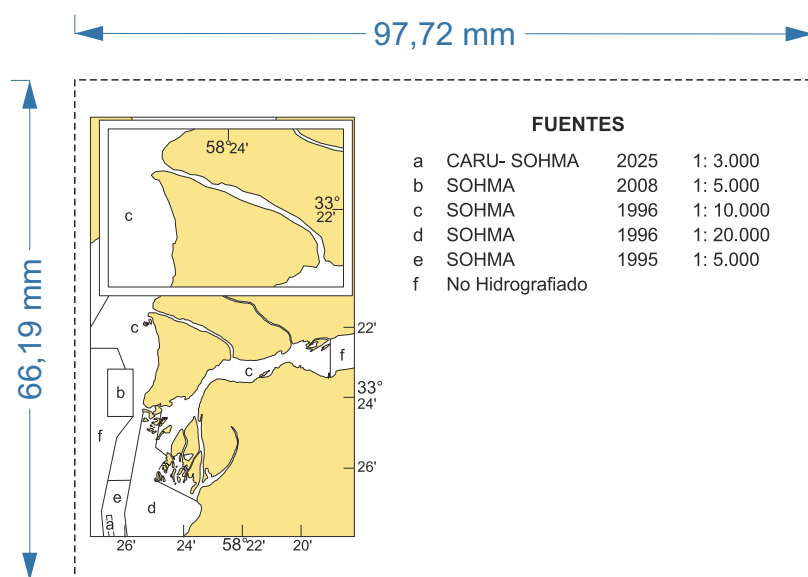 97,72 mm
66,19 mm
58° 24'
33°
22'
c
c
22'
f
c
b
33°
24'
f
26'
e
d
a
26' 24' 58° 22' 20'
FUENTES
a CARU- SOHMA 2025 1: 3.000
b SOHMA 2008 1: 5.000
c SOHMA 1996 1: 10.000
d SOHMA 1996 1: 20.000
e SOHMA 1995 1: 5.000
f No Hidrografiado